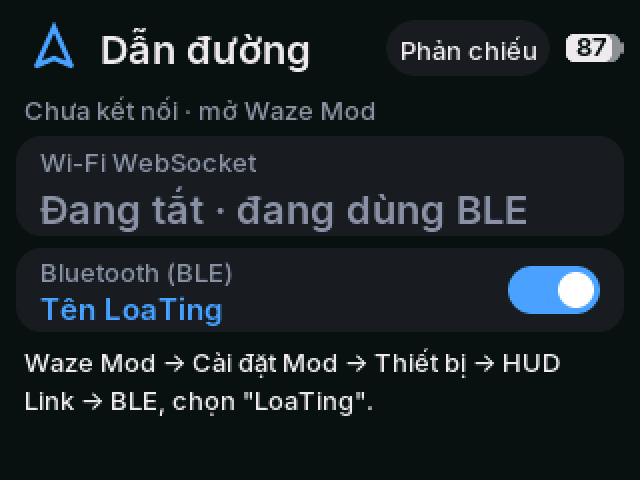 Dẫn đường
Phản chiếu
87
Chưa kết nối · mở Waze Mod
Wi-Fi WebSocket
Đang tắt · đang dùng BLE
Bluetooth (BLE)
Tên LoaTing
Waze Mod → Cài đặt Mod → Thiết bị → HUD
Link → BLE, chọn "LoaTing".